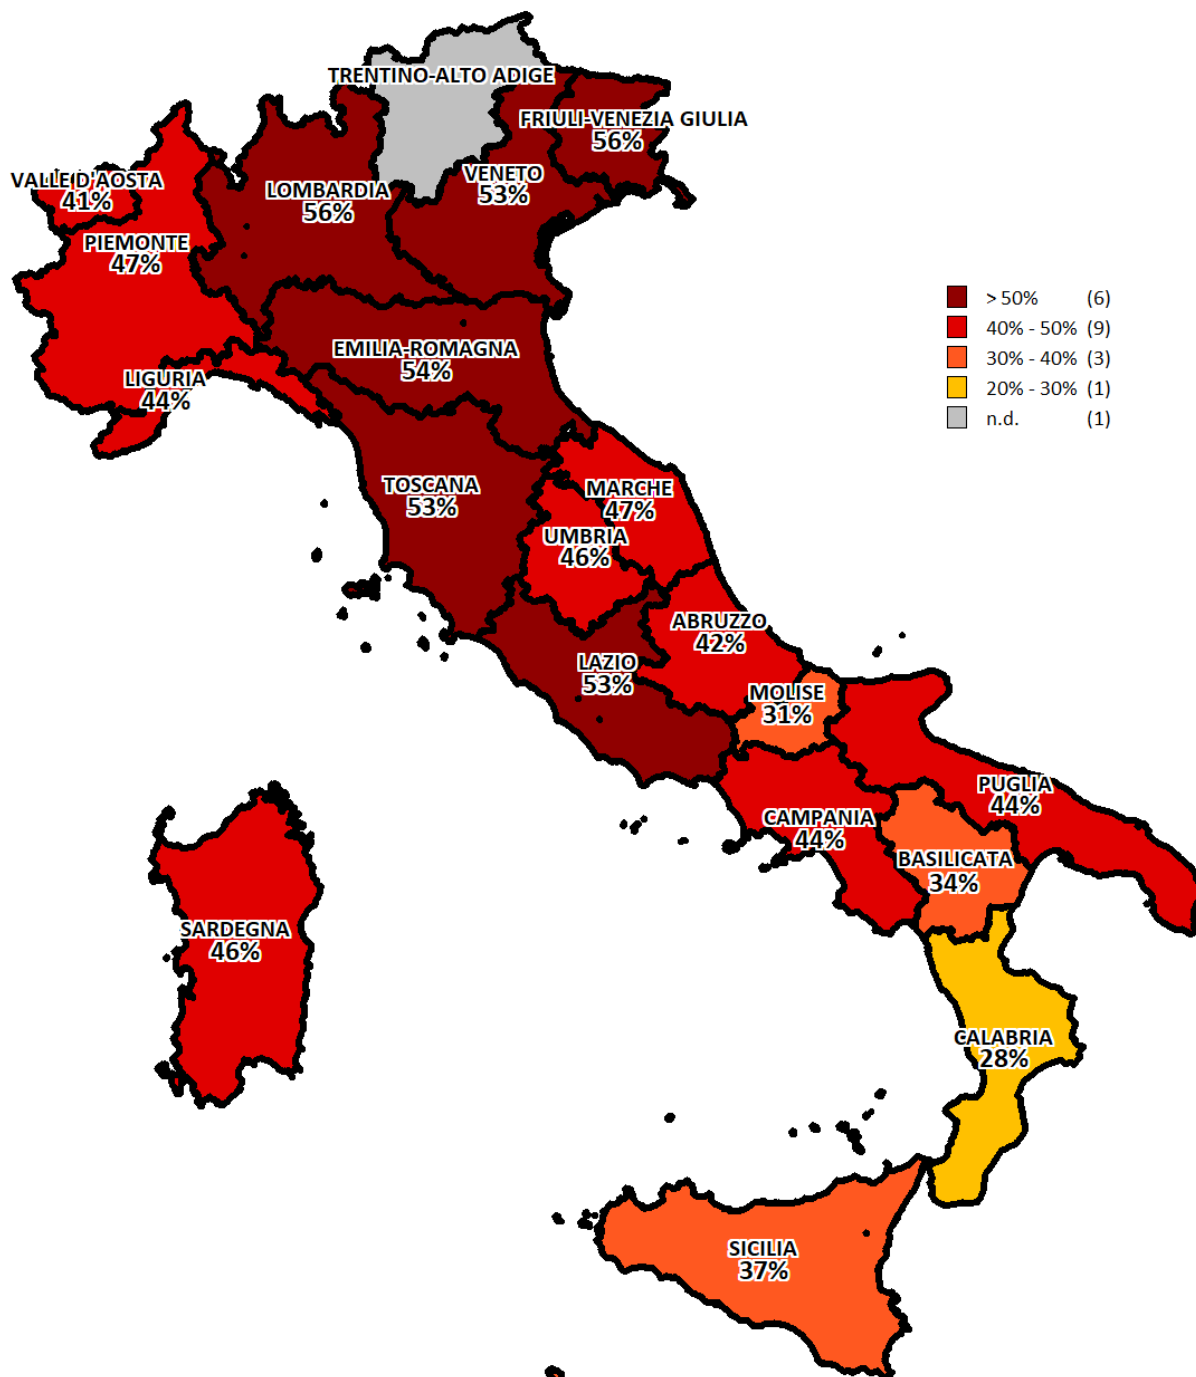 TRENTINO-ALTO ADIGE
FRIULI-VENEZIA GIULIA
56%
VENETO
53%
VALLE D'AOSTA
41%
LOMBARDIA
56%
PIEMONTE
47%
> 50% (6)
40% - 50% (9)
30% - 40% (3)
20% - 30% (1)
n.d. (1)
EMILIA-ROMAGNA
54%
LIGURIA
44%
TOSCANA
53%
MARCHE
47%
UMBRIA
46%
ABRUZZO
42%
LAZIO
53%
MOLISE
31%
PUGLIA
44%
CAMPANIA
44%
BASILICATA
34%
SARDEGNA
46%
CALABRIA
28%
SICILIA
37%